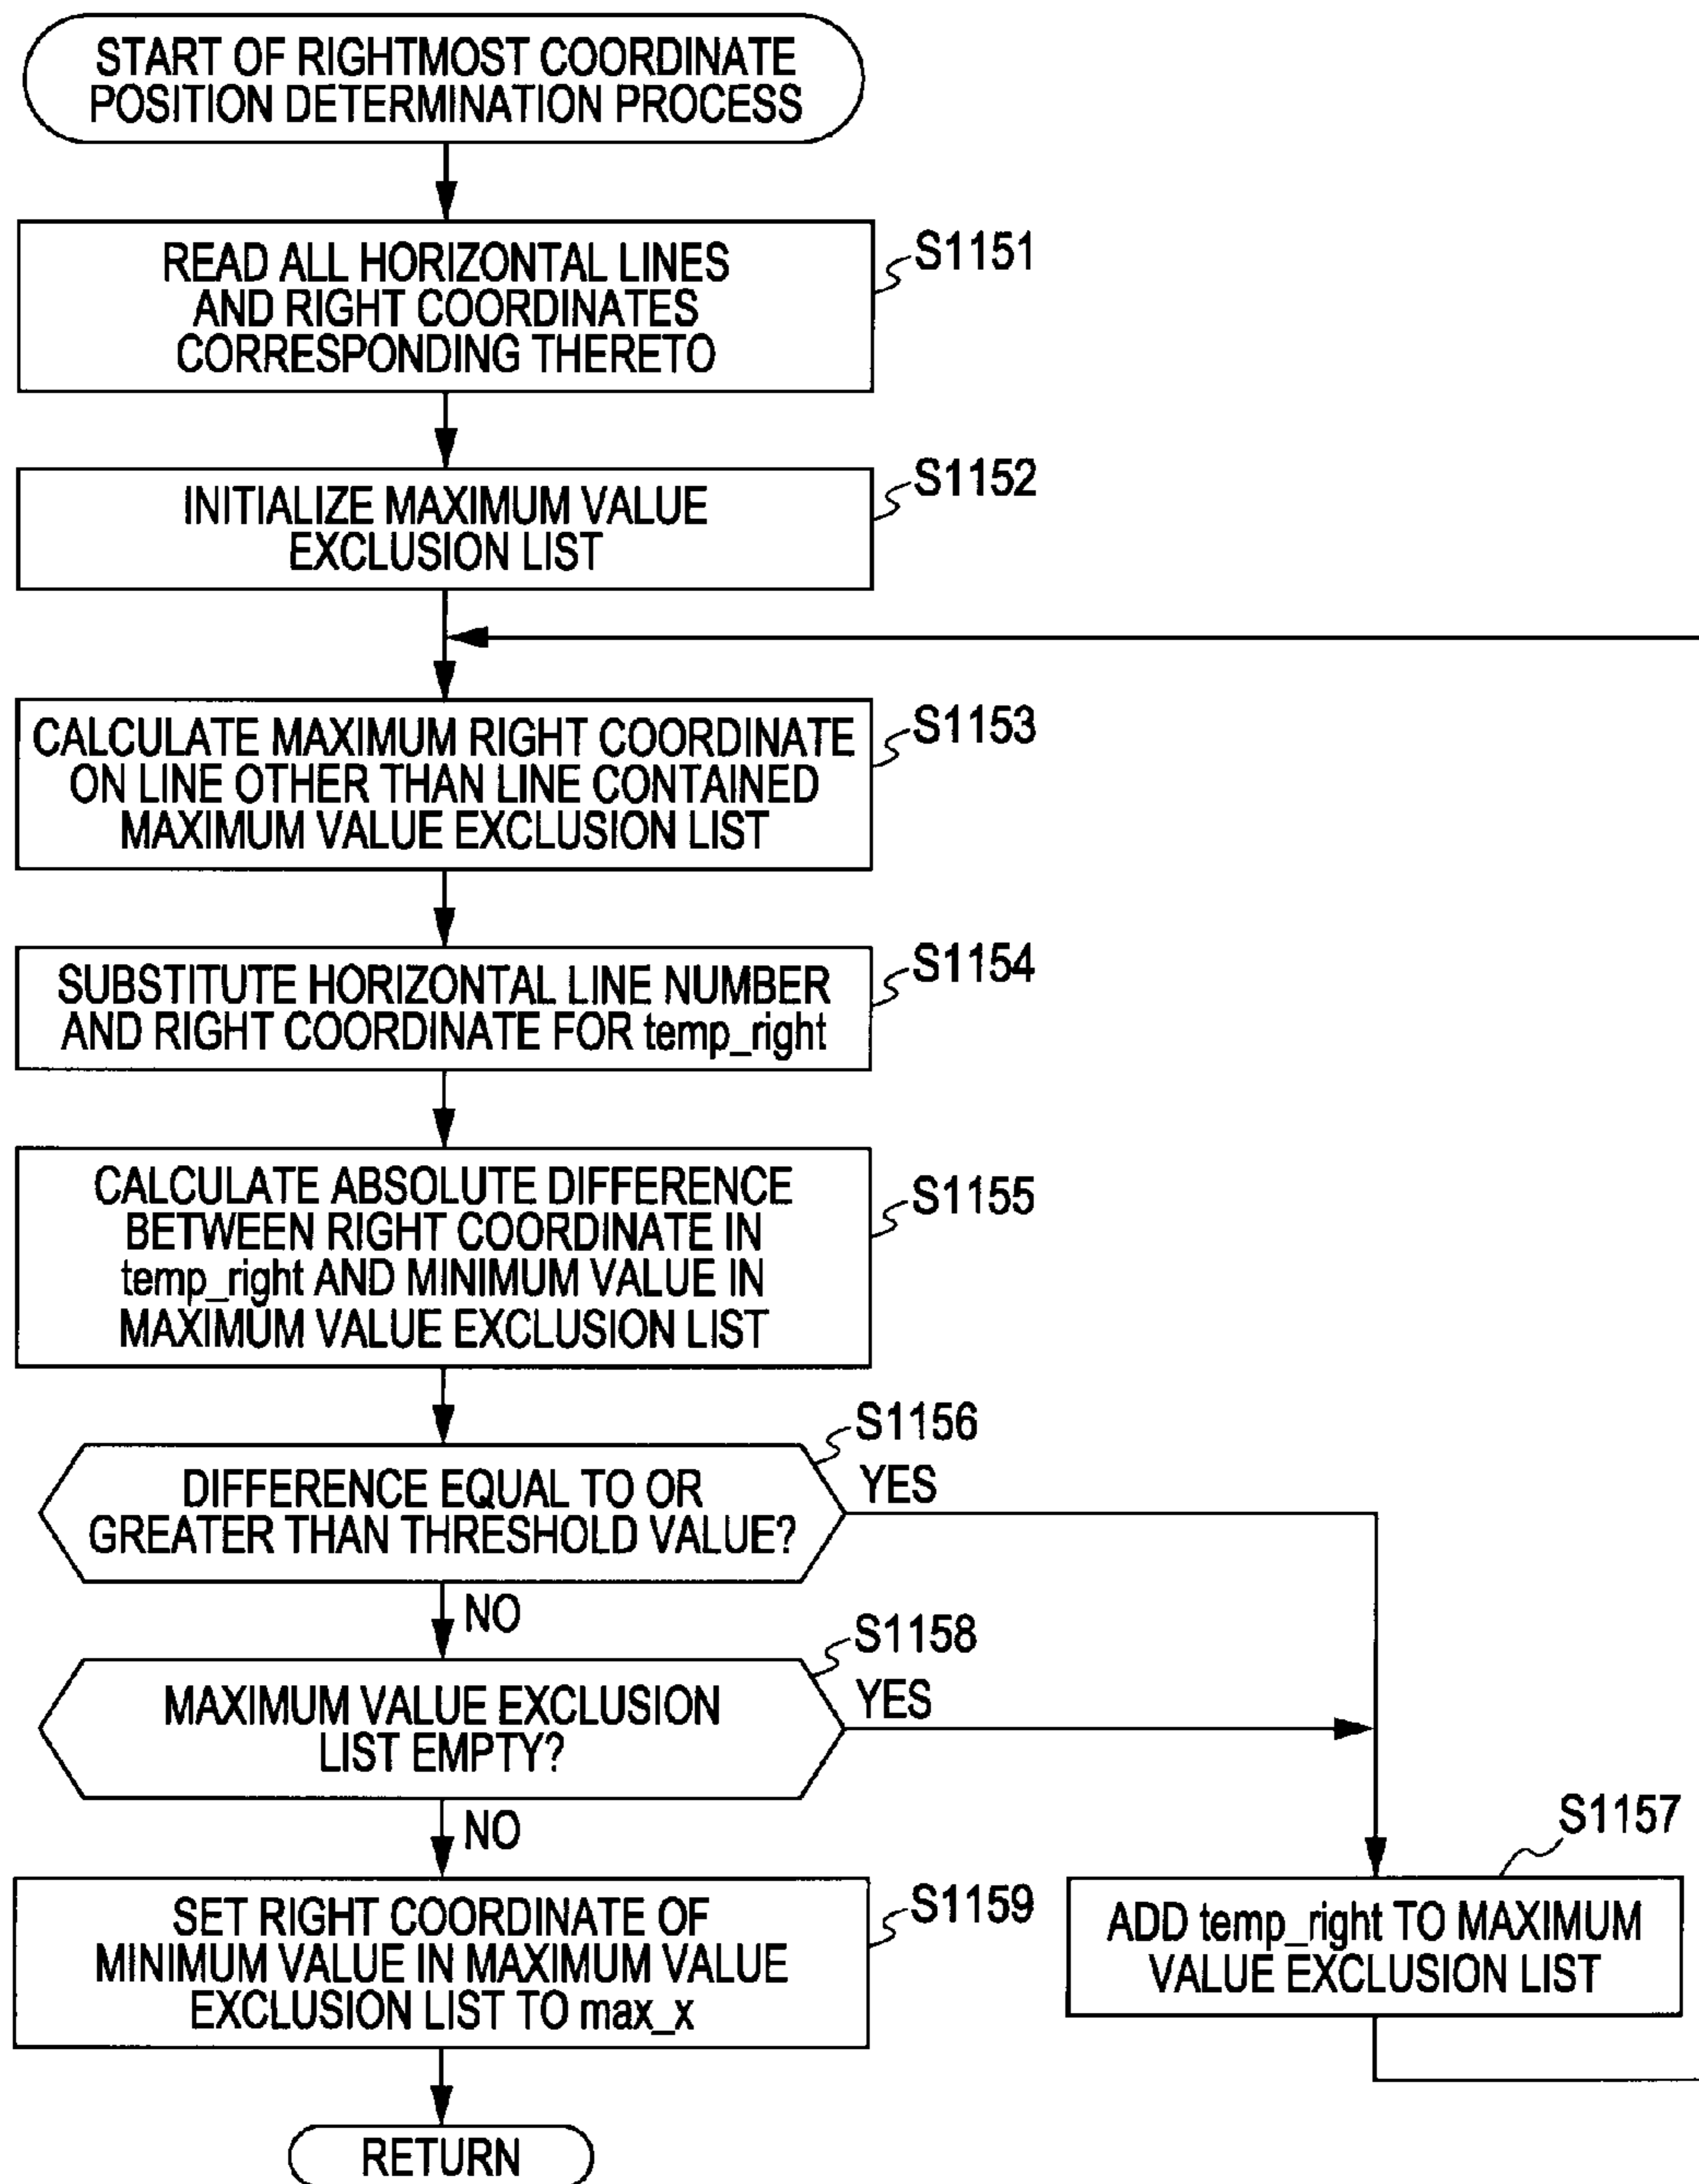 START OF RIGHTMOST COORDINATE
POSITION DETERMINATION PROCESS
READ ALL HORIZONTAL LINES
AND RIGHT COORDINATES
CORRESPONDING THERETO
S1151
INITIALIZE MAXIMUM VALUE
EXCLUSION LIST
S1152
CALCULATE MAXIMUM RIGHT COORDINATE
ON LINE OTHER THAN LINE CONTAINED
MAXIMUM VALUE EXCLUSION LIST
S1153
SUBSTITUTE HORIZONTAL LINE NUMBER
AND RIGHT COORDINATE FOR temp_right
S1154
CALCULATE ABSOLUTE DIFFERENCE
BETWEEN RIGHT COORDINATE IN
temp_right AND MINIMUM VALUE IN
MAXIMUM VALUE EXCLUSION LIST
S1155
DIFFERENCE EQUAL TO OR
GREATER THAN THRESHOLD VALUE?
S1156
YES
NO
MAXIMUM VALUE EXCLUSION
LIST EMPTY?
S1158
YES
NO
S1157
ADD temp_right TO MAXIMUM
VALUE EXCLUSION LIST
SET RIGHT COORDINATE OF
MINIMUM VALUE IN MAXIMUM VALUE
EXCLUSION LIST TO max_x
S1159
RETURN